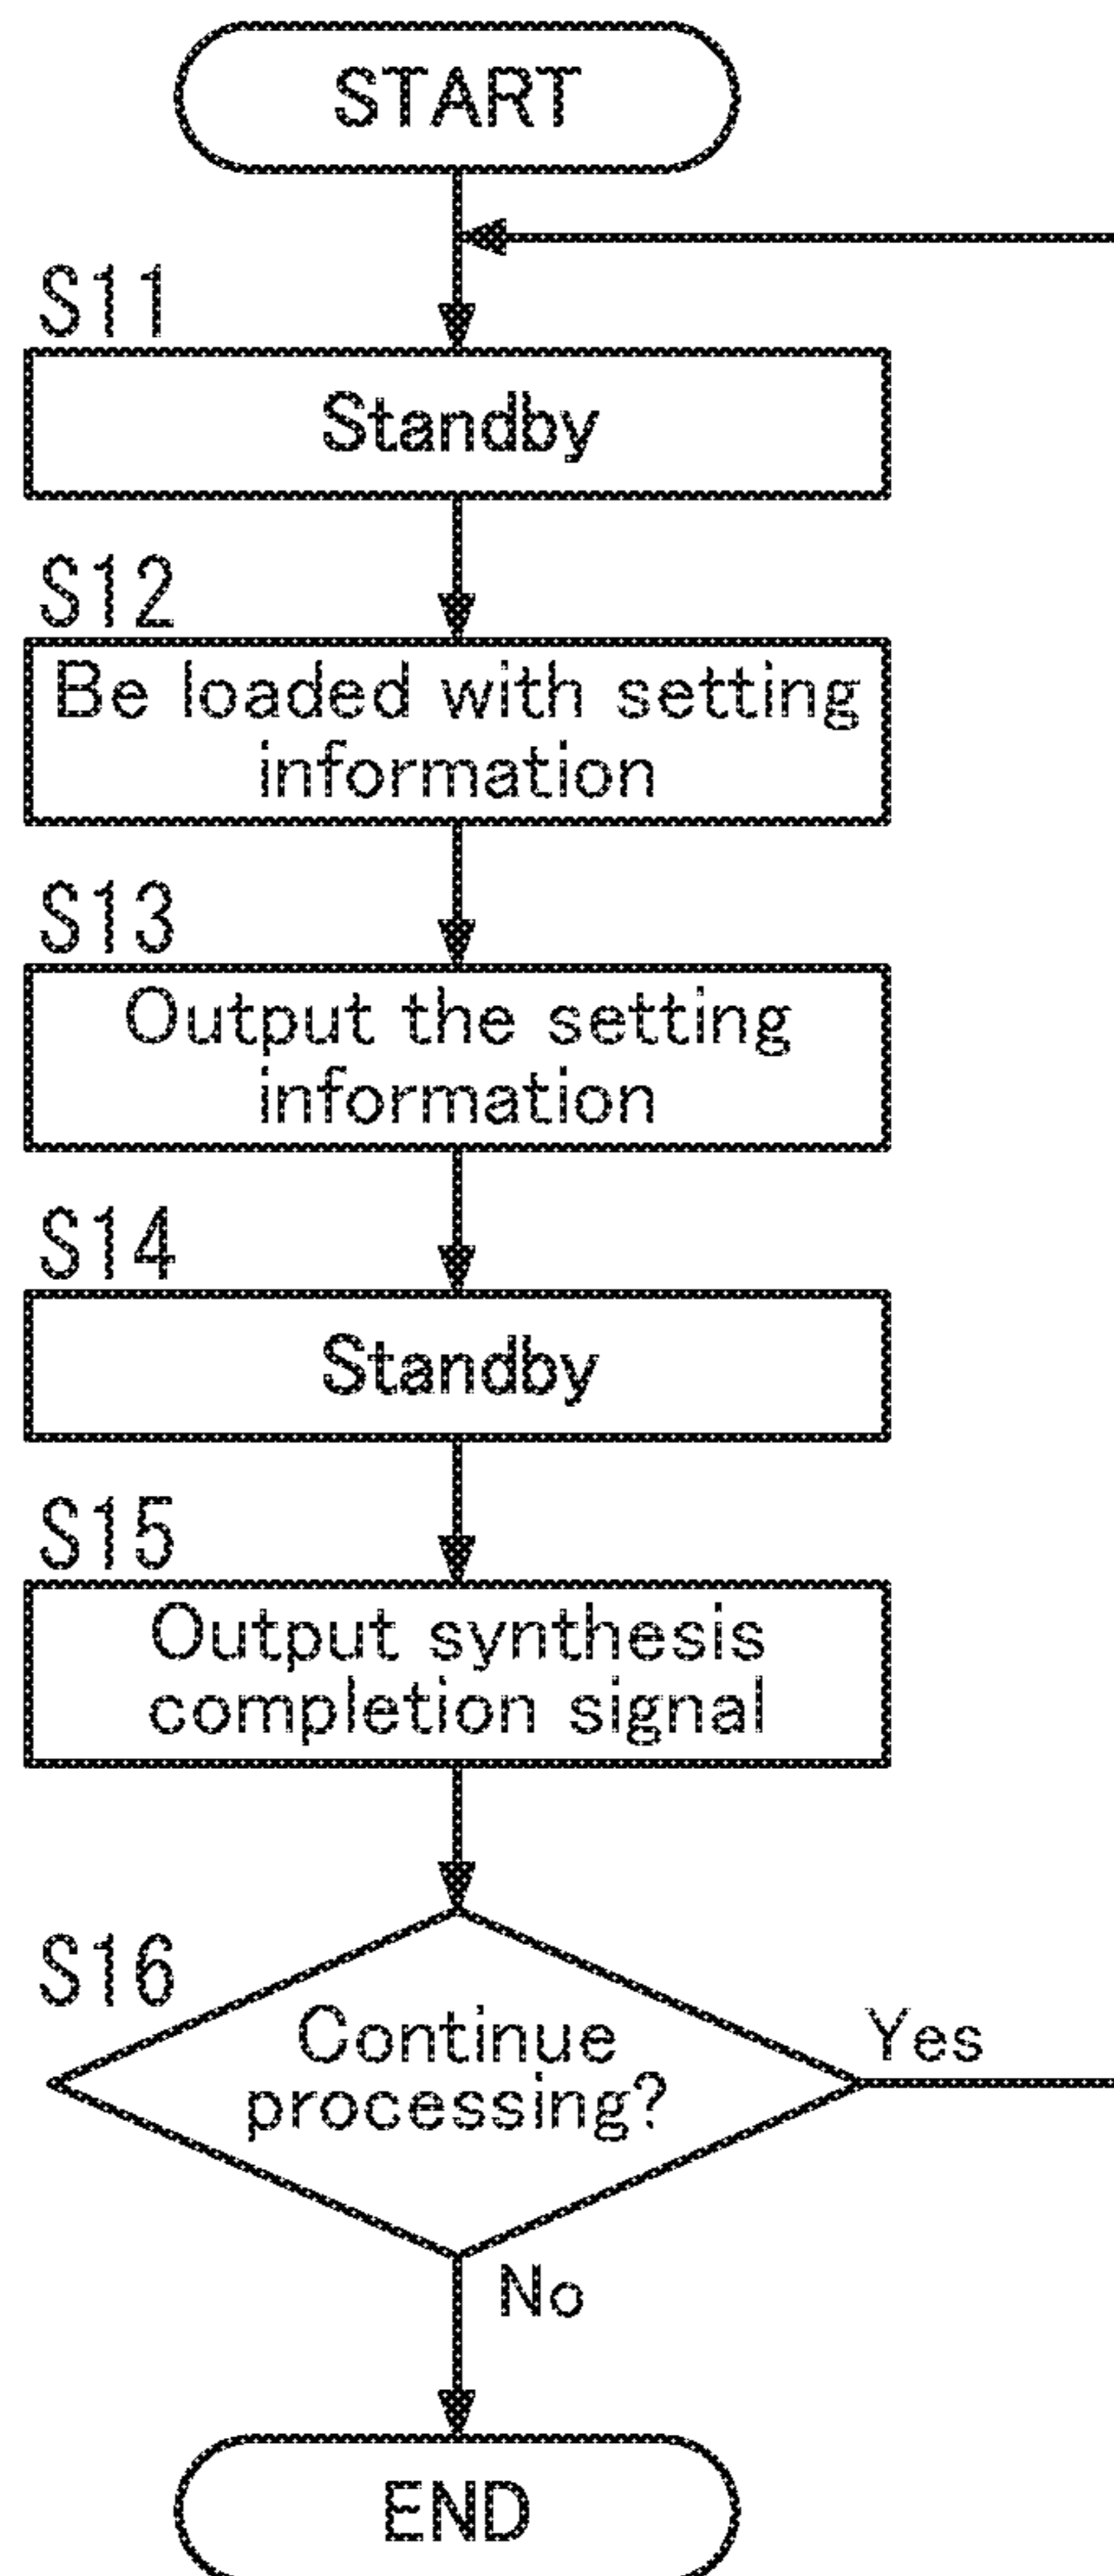 START
S11
Standby
S12
Be loaded with setting
information
S13
Output the setting
information
S14
Standby
S15
Output synthesis
completion signal
S16
Continue
processing?
Yes
No
END